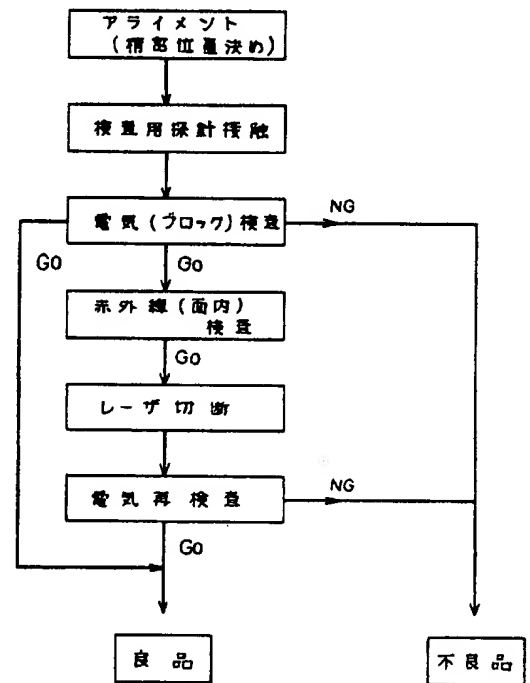 アライメント
(精密位置決め)
検査用探針接触
電気(ブロック)検査
NG
Go
Go
赤外線(面内)
検査
Go
レーザ切断
電気再検査
NG
Go
良品
不良品